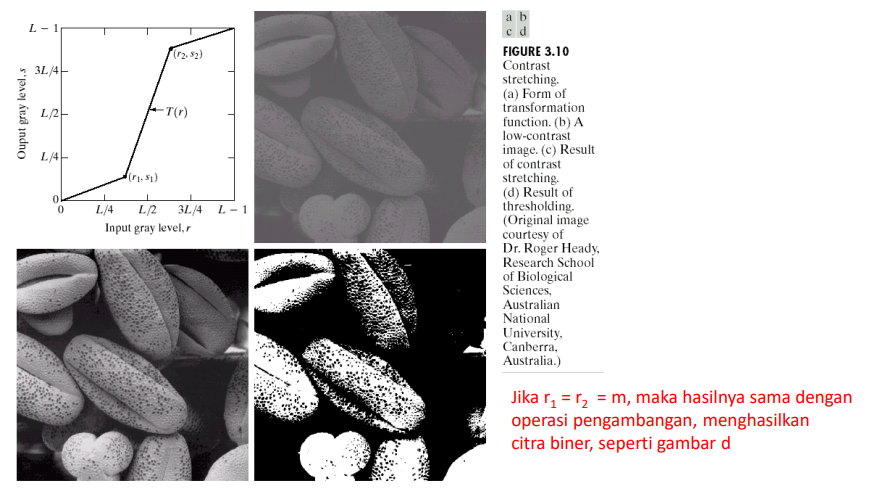 L − 1
3L/4
L/2
L/4
0
Ouput gray level, s
(r2, s2)
T(r)
(r1, s1)
0 L/4 L/2 3L/4 L − 1
Input gray level, r
a b
c d
FIGURE 3.10
Contrast
stretching.
(a) Form of
transformation
function. (b) A
low-contrast
image. (c) Result
of contrast
stretching.
(d) Result of
thresholding.
(Original image
courtesy of
Dr. Roger Heady,
Research School
of Biological
Sciences,
Australian
National
University,
Canberra,
Australia.)
Jika r1 = r2 = m, maka hasilnya sama dengan
operasi pengambangan, menghasilkan
citra biner, seperti gambar d